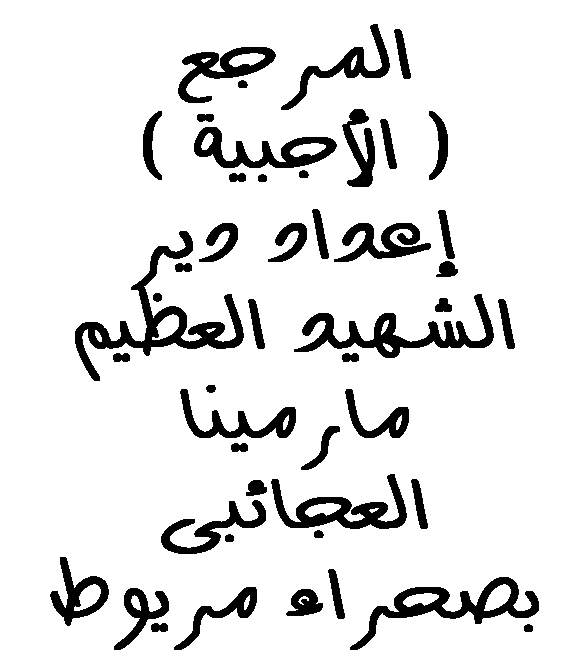 المرجع
( الأجبية )
إعداد دير
الشهيد العظيم
مارمينا
العجائبى
بصحراء مريوط